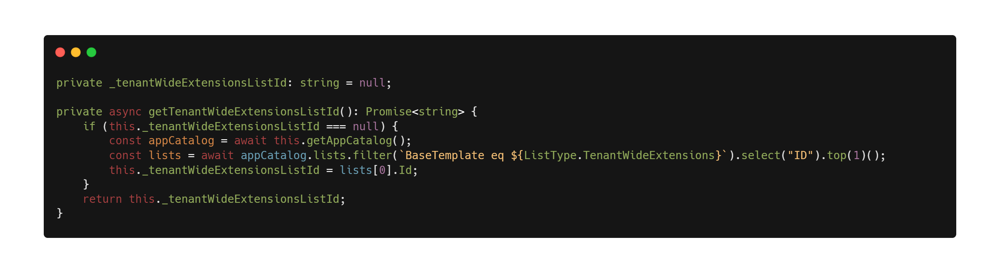 private _tenantWideExtensionsListId: string = null;

private async getTenantWideExtensionsListId(): Promise<string> {
    if (this._tenantWideExtensionsListId === null) {
        const appCatalog = await this.getAppCatalog();
        const lists = await appCatalog.lists.filter(`BaseTemplate eq ${ListType.TenantWideExtensions}`).select("ID").top(1)();
        this._tenantWideExtensionsListId = lists[0].Id;
    }
    return this._tenantWideExtensionsListId;
}